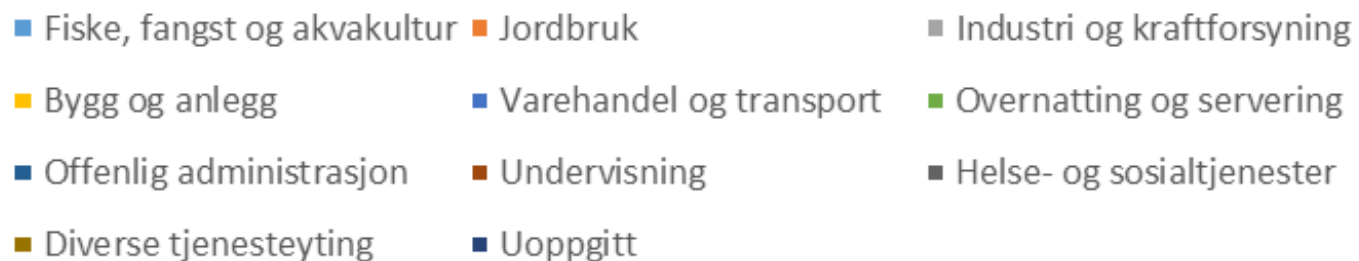 Fiske, fangst og akvakultur Jordbruk Industri og kraftforsyning
Bygg og anlegg Varehandel og transport Overnatting og servering
Offenlig administrasjon Undervisning Helse- og sosialtjenester
Diverse tjenesteyting Uoppgitt